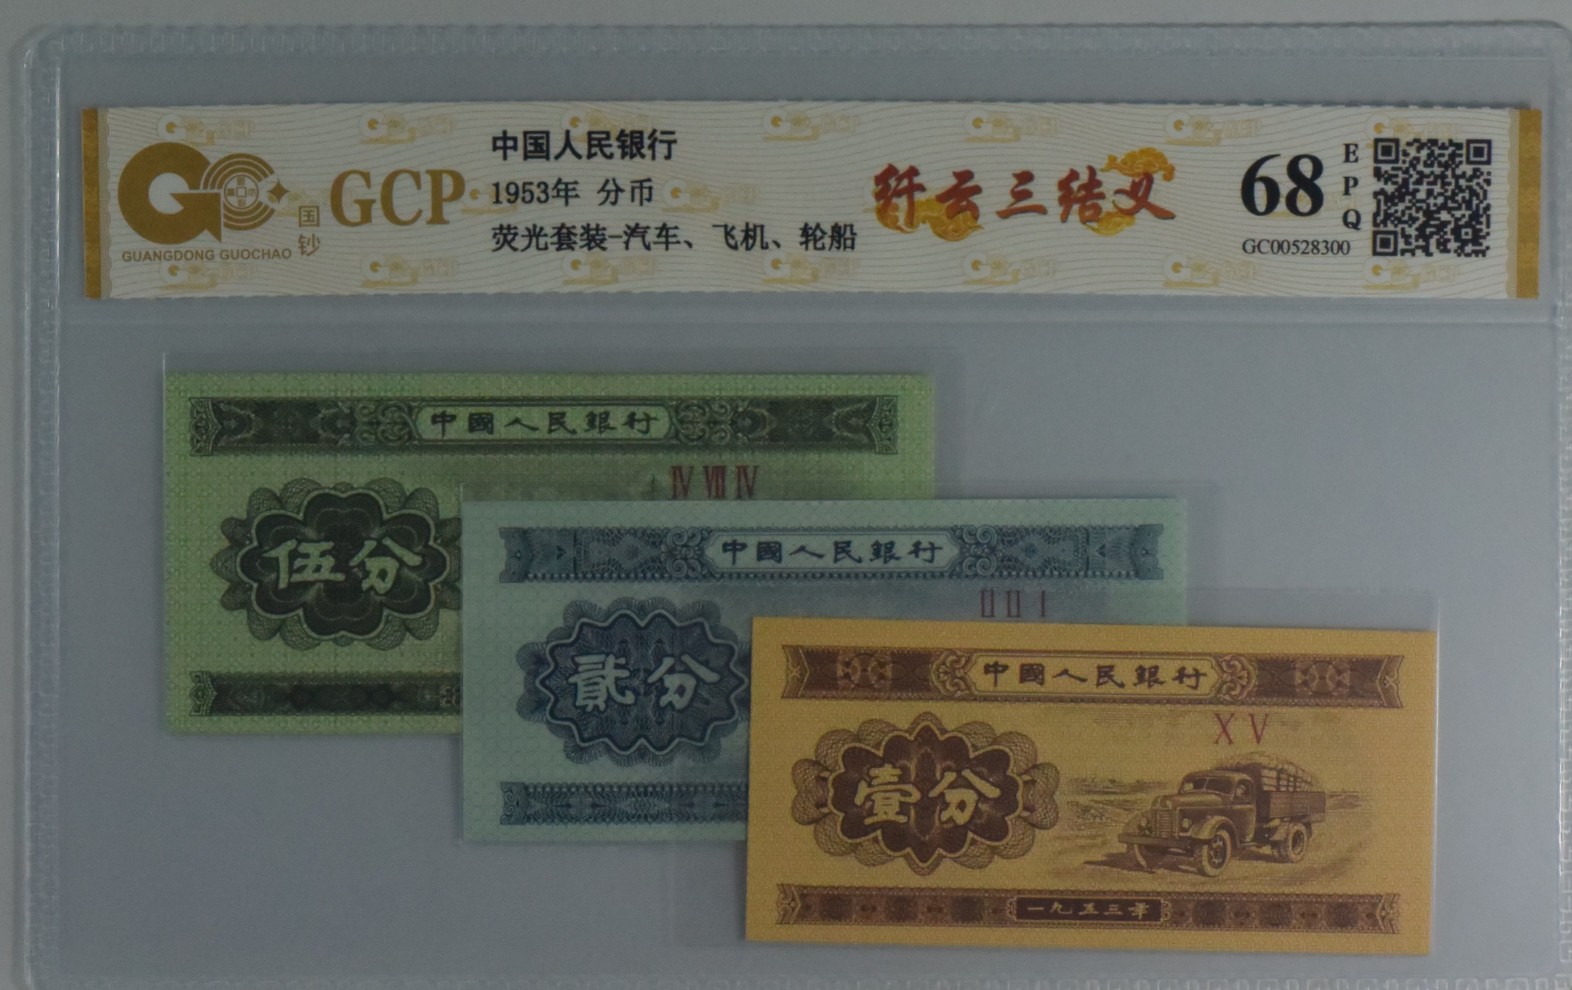 中国人民银行
1953年 分币
荧光套装-汽车、飞机、轮船
GCP
国钞
GUANGDONG GUOCHAO
纤云三结义
68
EPQ
GC00528300
中國人民銀行
Ⅳ Ⅷ Ⅳ
伍分
中國人民銀行
Ⅱ Ⅱ Ⅰ
貳分
中國人民銀行
Ⅹ Ⅴ
壹分
一九五三年